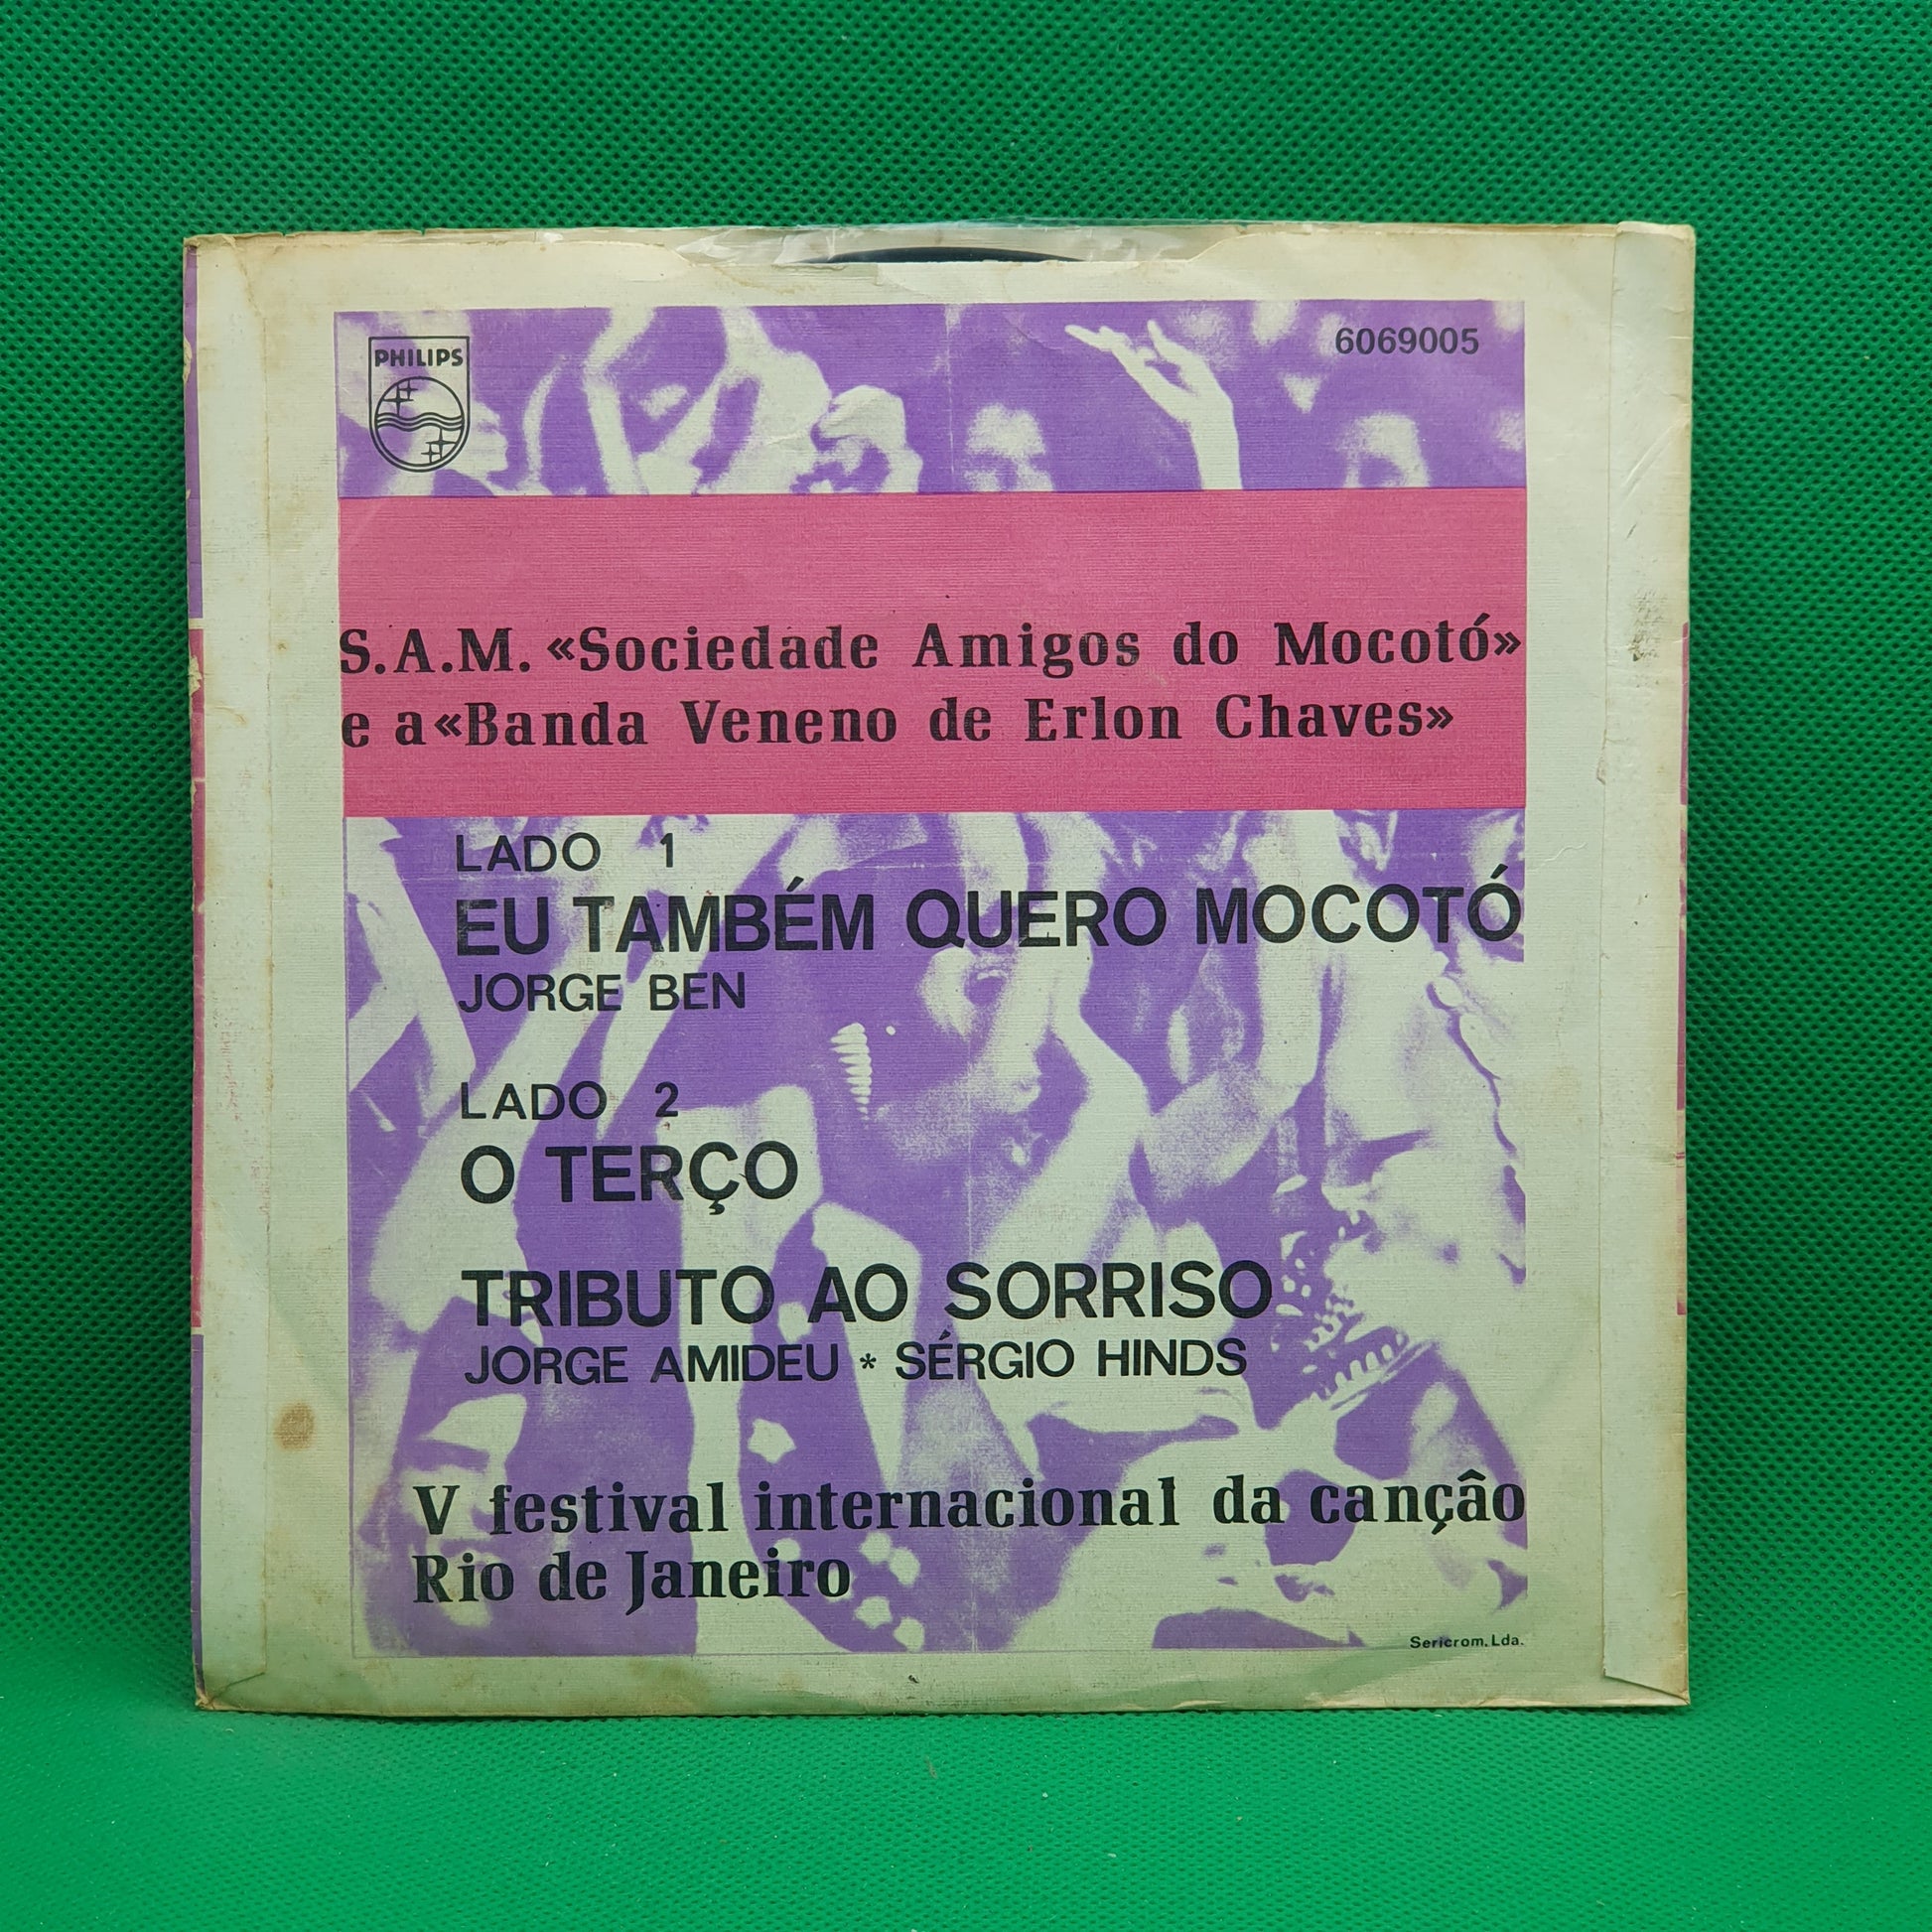 PHILIPS
6069005
S.A.M. «Sociedade Amigos do Mocotó»
e a «Banda Veneno de Erlon Chaves»
LADO 1
EU TAMBÉM QUERO MOCOTÓ
JORGE BEN
LADO 2
O TERÇO
TRIBUTO AO SORRISO
JORGE AMIDEU * SÉRGIO HINDS
V festival internacional da canção
Rio de Janeiro
Sericrom, Lda.